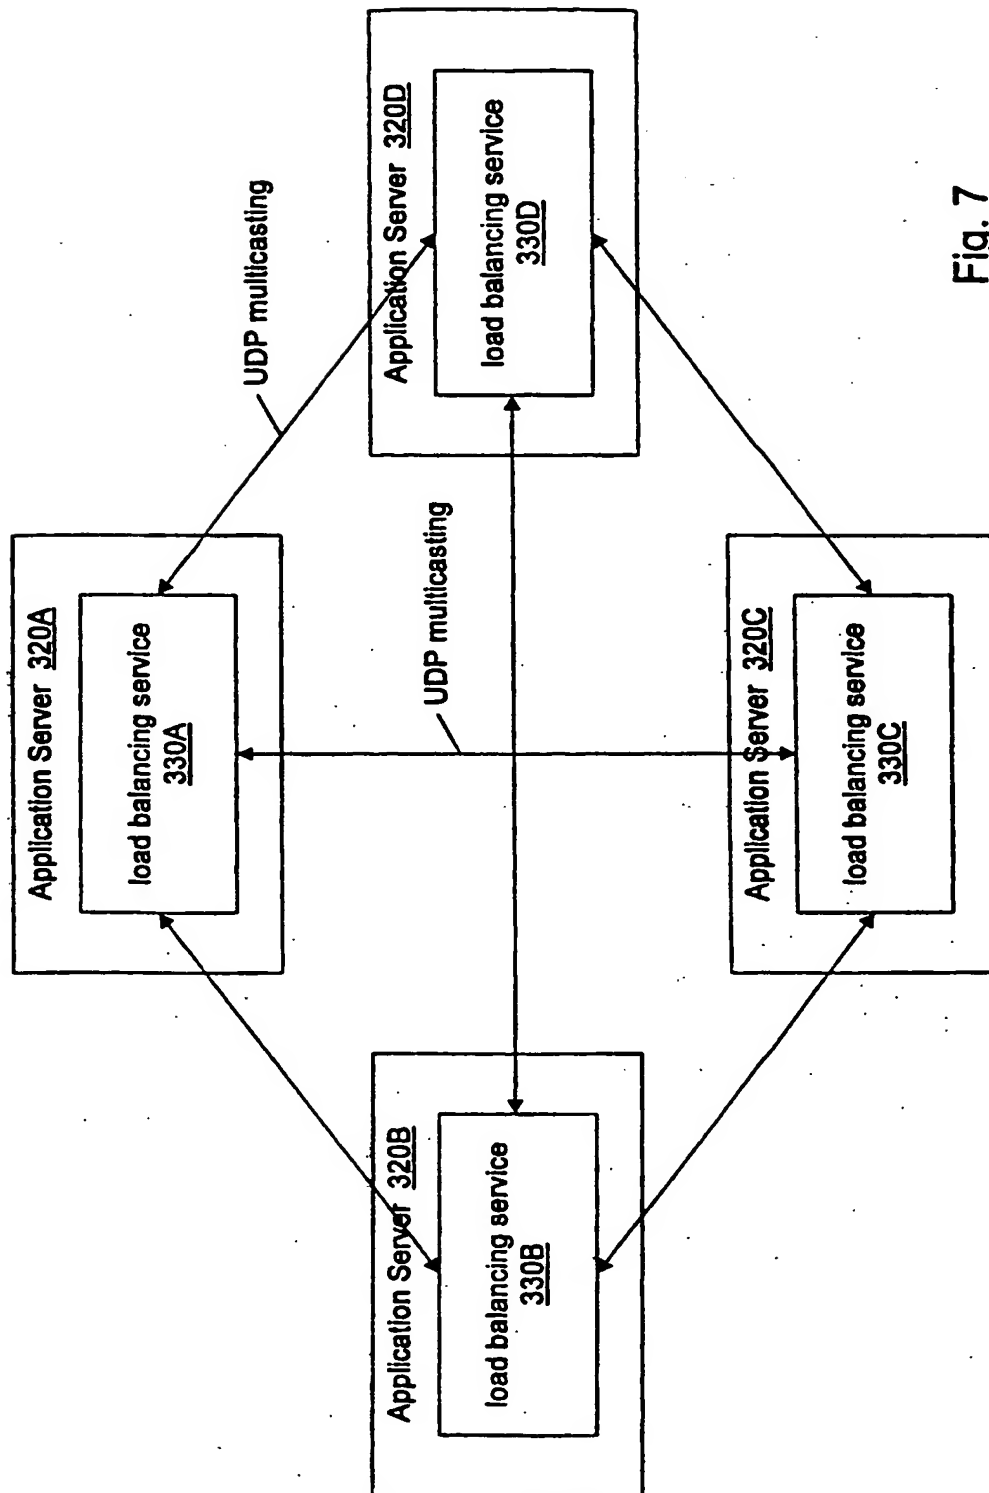 Application Server 320A
load balancing service
330A
UDP multicasting
Application Server 320B
load balancing service
330B
UDP multicasting
Application Server 320D
load balancing service
330D
Application Server 320C
load balancing service
330C
Fig. 7